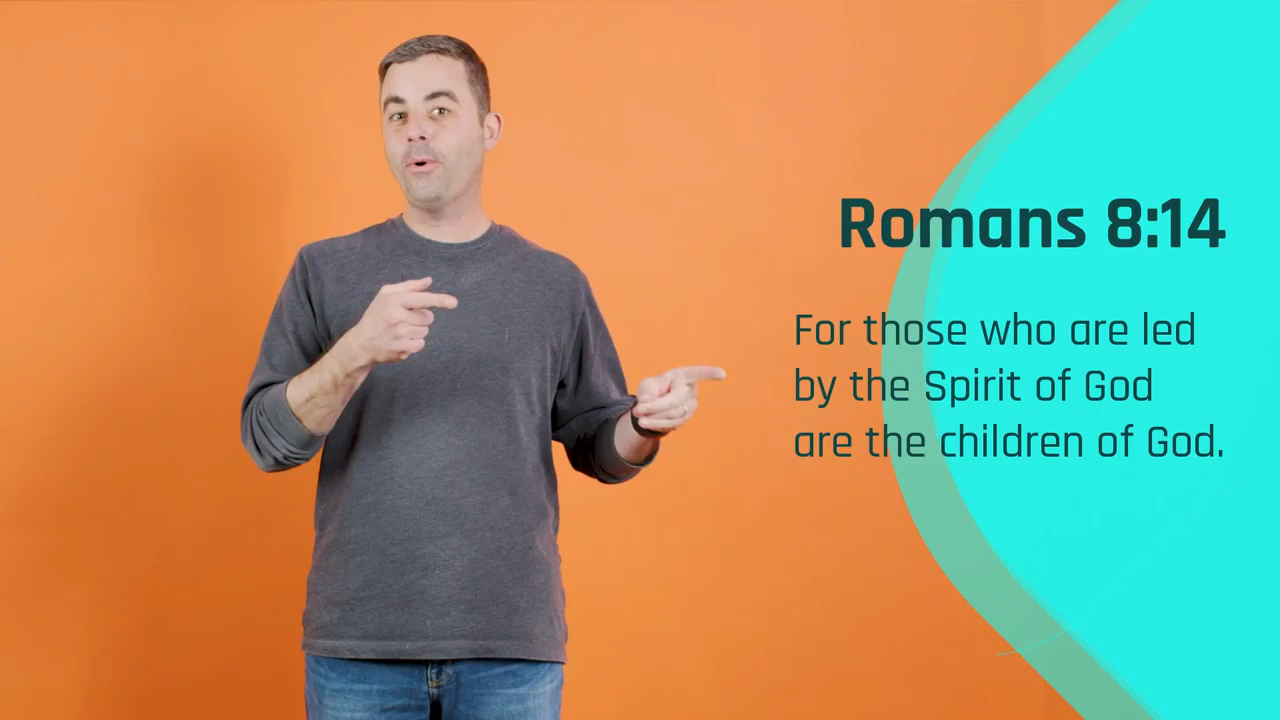 Romans 8:14
For those who are led
by the Spirit of God
are the children of God.